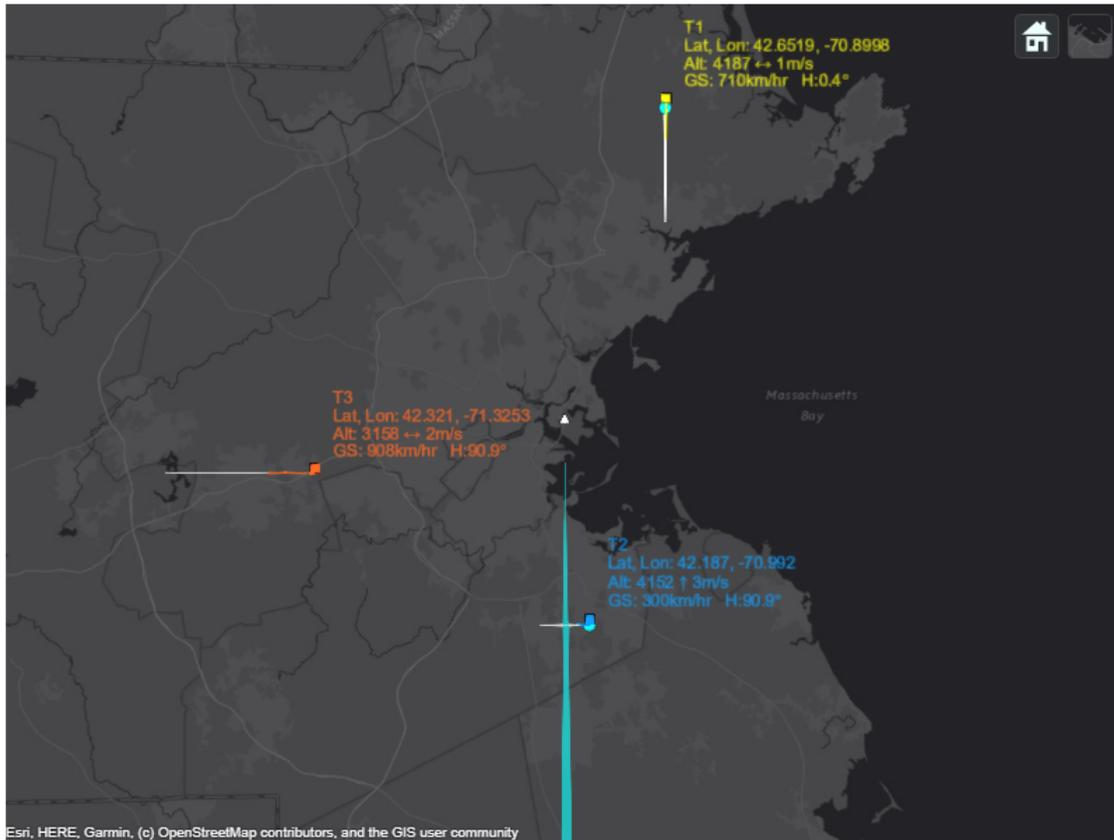 T1
Lat, Lon: 42.6519, -70.8998
Alt: 4187 ↔ 1m/s
GS: 710km/hr H:0.4°
Massachusetts
Bay
T3
Lat, Lon: 42.321, -71.3253
Alt: 3158 ↔ 2m/s
GS: 908km/hr H:90.9°
T2
Lat, Lon: 42.187, -70.992
Alt: 4152 ↑ 3m/s
GS: 300km/hr H:90.9°
Esri, HERE, Garmin, (c) OpenStreetMap contributors, and the GIS user community